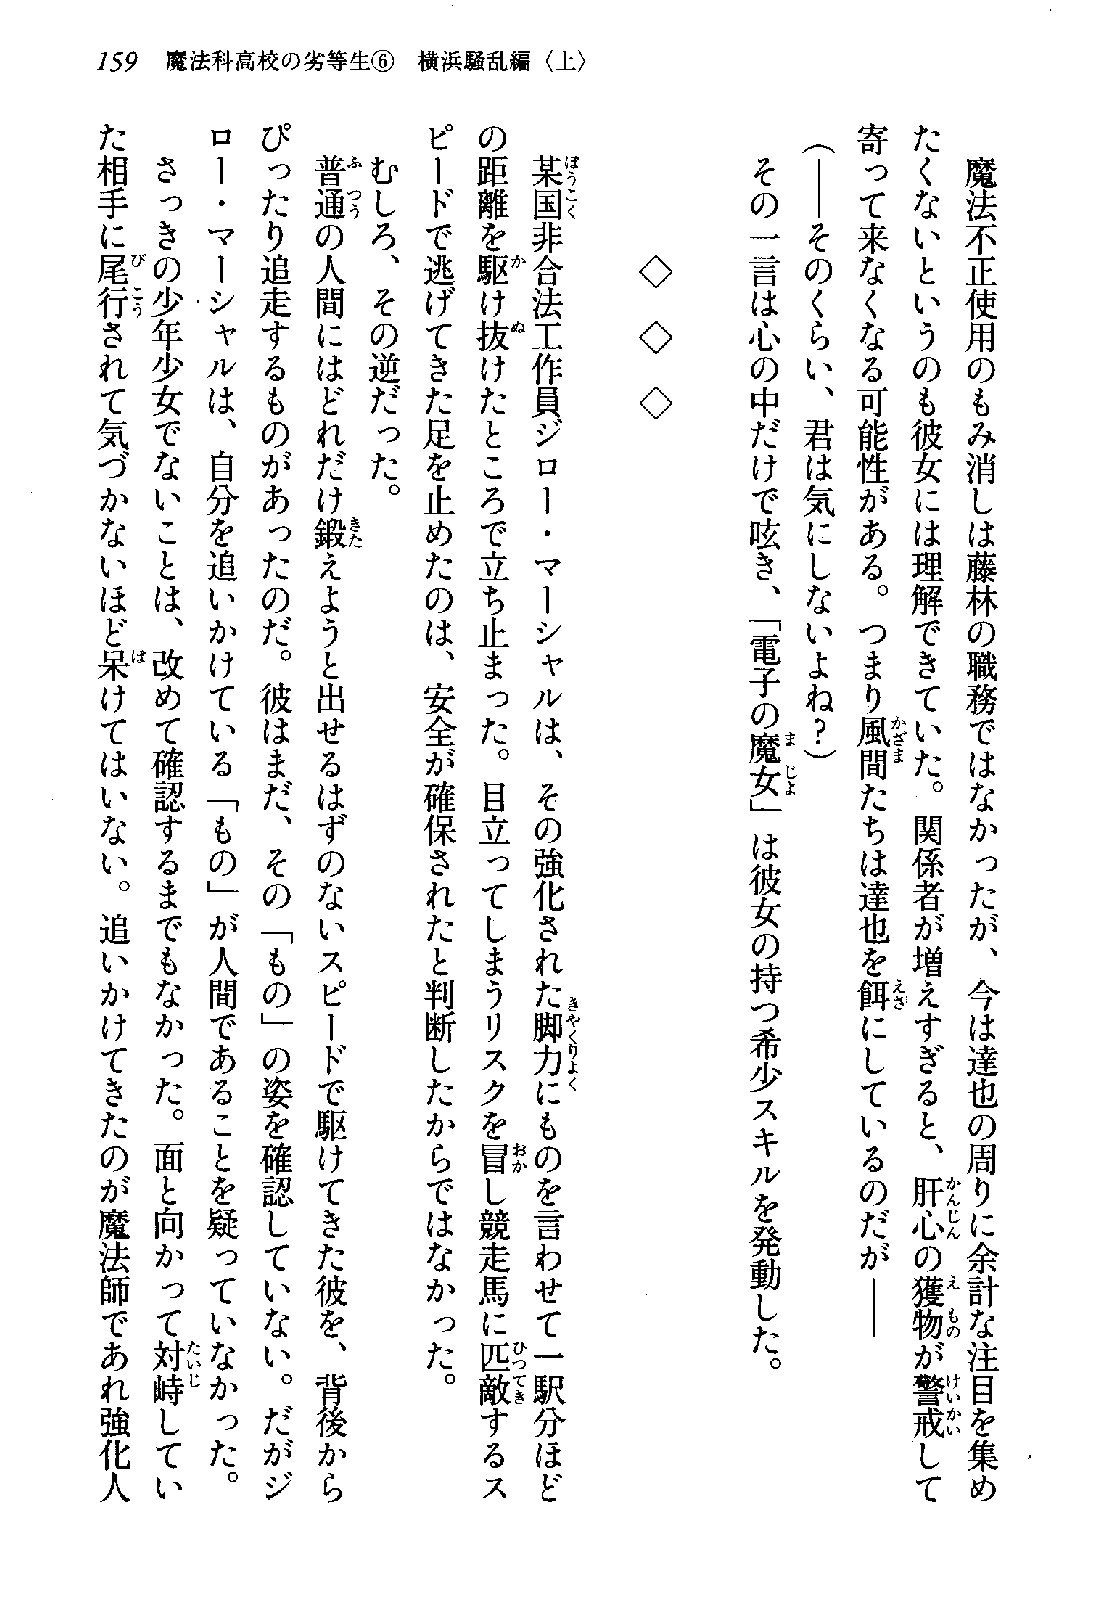 159 魔法科高校の劣等生⑥ 横浜騒乱編〈上〉
魔法不正使用のもみ消しは藤林の職務ではなかったが、今は達也の周りに余計な注目を集め
たくないというのも彼女には理解できていた。関係者が増えすぎると、肝心の獲物が警戒して
寄って来なくなる可能性がある。つまり風間たちは達也を餌にしているのだが――
（――そのくらい、君は気にしないよね？）
その一言は心の中だけで呟き、「電子の魔女」は彼女の持つ希少スキルを発動した。
◇ ◇ ◇
某国非合法工作員ジロー・マーシャルは、その強化された脚力にものを言わせて一駅分ほど
の距離を駆け抜けたところで立ち止まった。目立ってしまうリスクを冒し競走馬に匹敵するス
ピードで逃げてきた足を止めたのは、安全が確保されたと判断したからではなかった。
むしろ、その逆だった。
普通の人間にはどれだけ鍛えようと出せるはずのないスピードで駆けてきた彼を、背後から
ぴったり追走するものがあったのだ。彼はまだ、その「もの」の姿を確認していない。だがジ
ロー・マーシャルは、自分を追いかけている「もの」が人間であることを疑っていなかった。
さっきの少年少女でないことは、改めて確認するまでもなかった。面と向かって対峙してい
た相手に尾行されて気づかないほど呆けてはいない。追いかけてきたのが魔法師であれ強化人